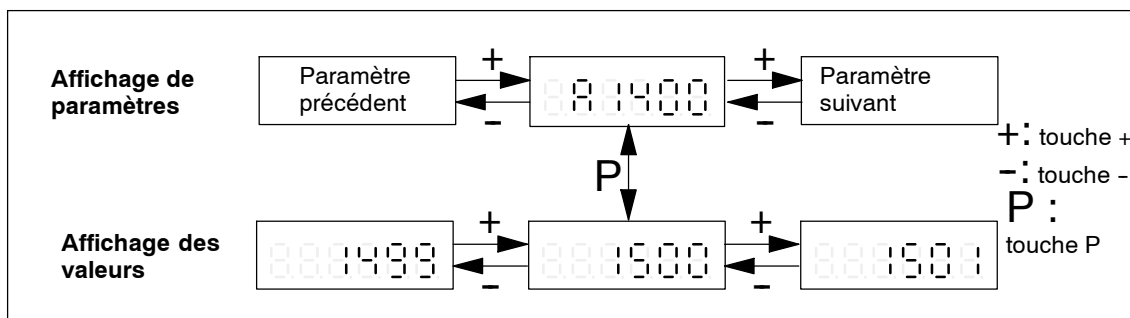 Affichage de
paramètres
Paramètre
précédent
+
-
A1400
+
-
Paramètre
suivant
P
+: touche +
-: touche -
P :
touche P
Affichage des
valeurs
1499
+
-
1500
+
-
1501